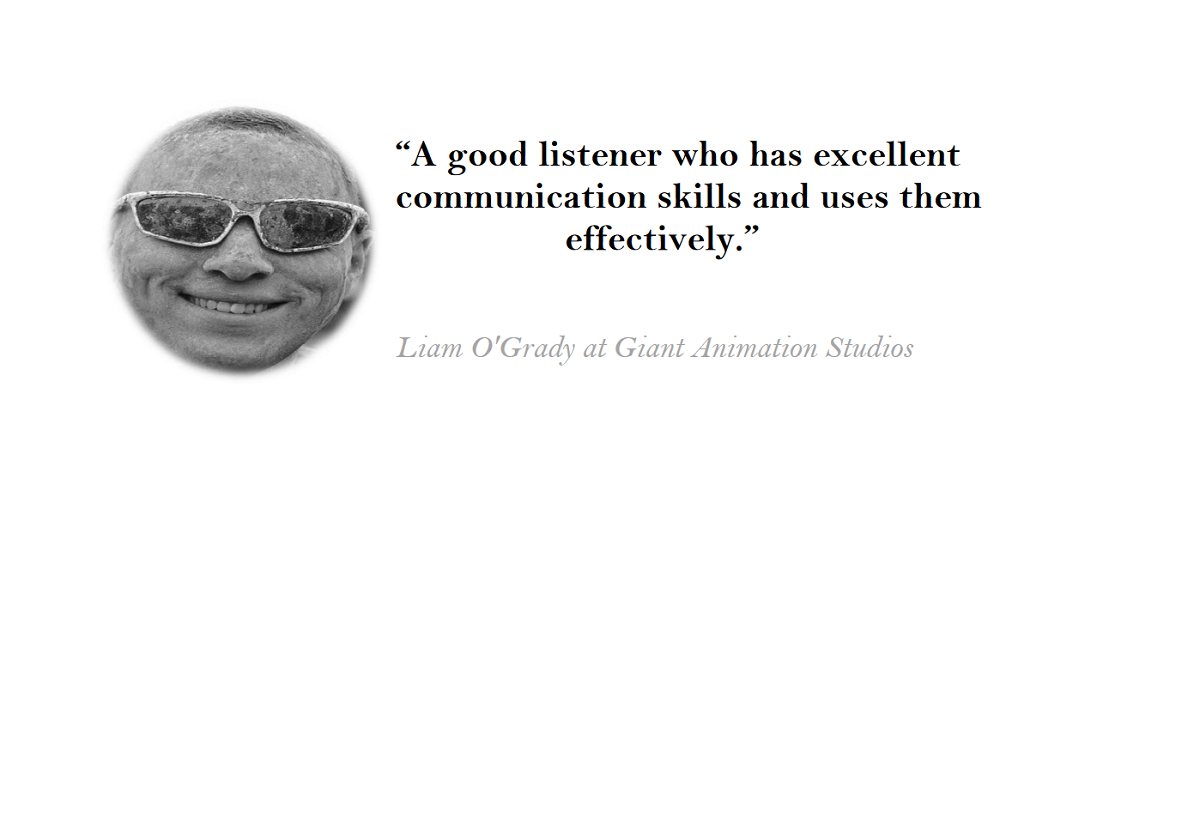 “A good listener who has excellent
communication skills and uses them
effectively.”
Liam O'Grady at Giant Animation Studios